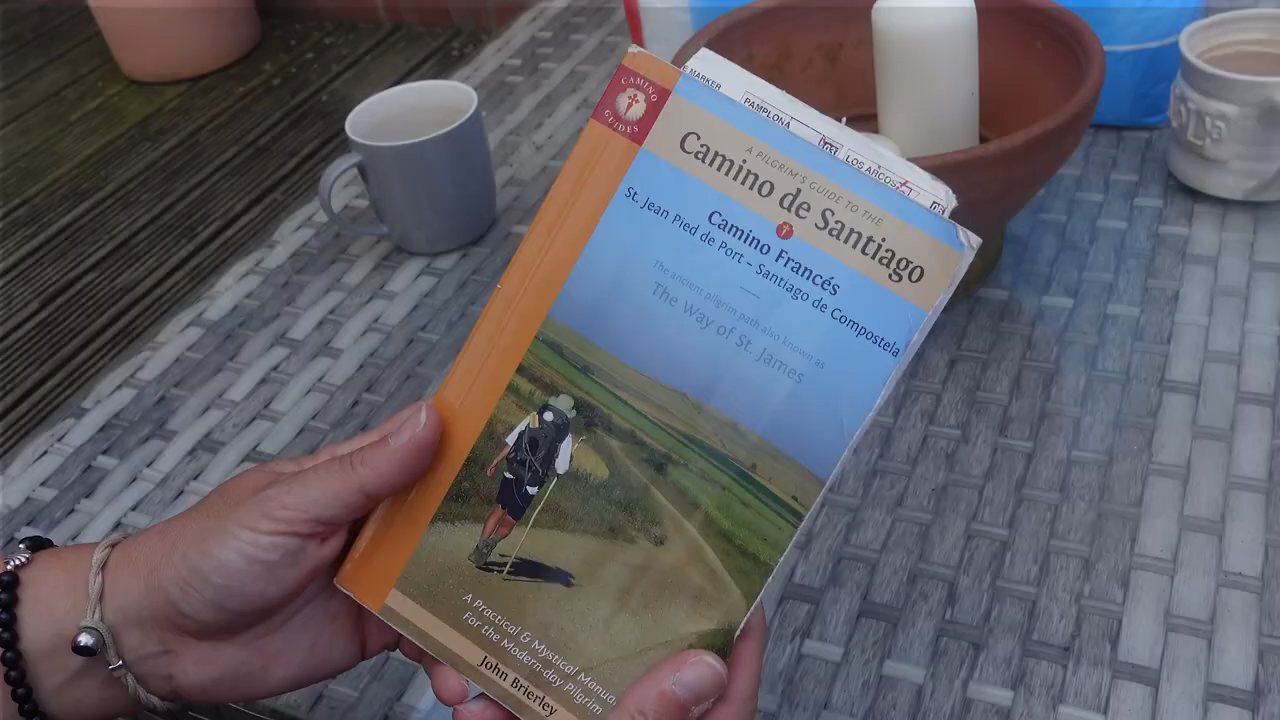 E MARKER
PAMPLONA
LOS ARCOS
CAMINO
GUIDES
A PILGRIM'S GUIDE TO THE
Camino de Santiago
Camino Francés
St. Jean Pied de Port – Santiago de Compostela
The ancient pilgrim path also known as
The Way of St. James
A Practical & Mystical Manual
For the Modern-day Pilgrim
John Brierley